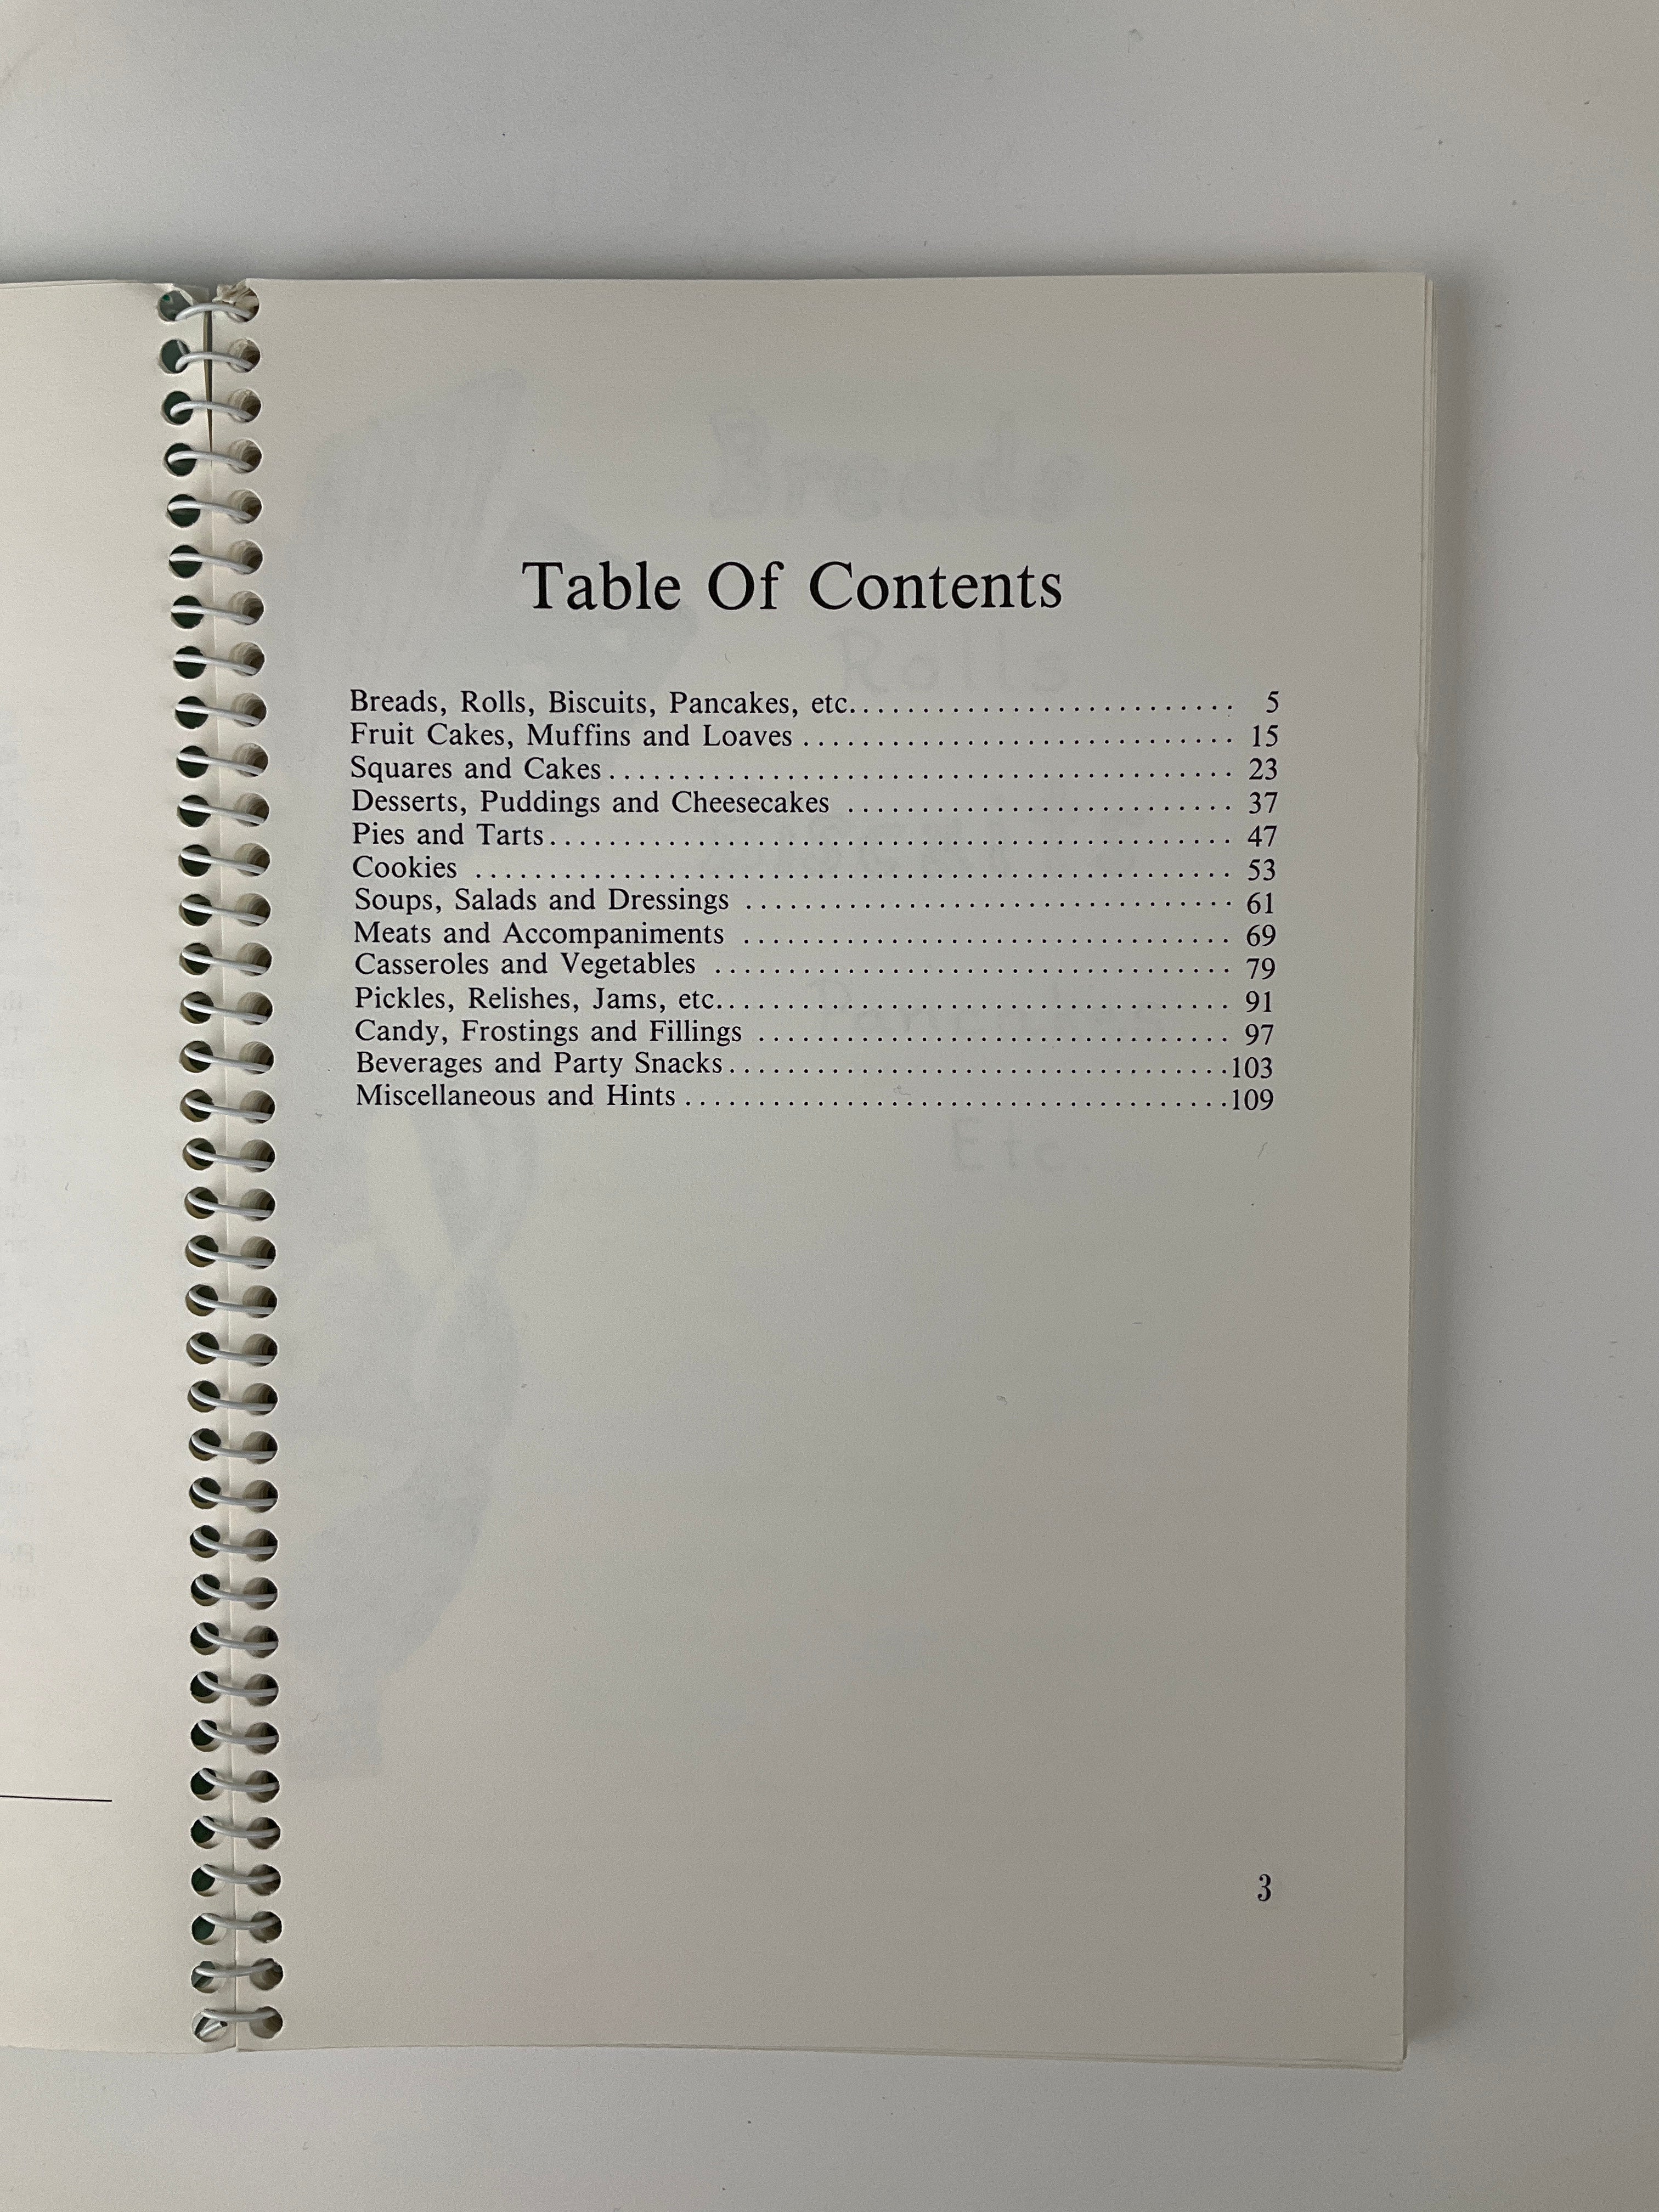 Table Of Contents
Breads, Rolls, Biscuits, Pancakes, etc.......................... 5
Fruit Cakes, Muffins and Loaves ............................. 15
Squares and Cakes.......................................... 23
Desserts, Puddings and Cheesecakes .......................... 37
Pies and Tarts.............................................. 47
Cookies ................................................... 53
Soups, Salads and Dressings ................................. 61
Meats and Accompaniments ................................. 69
Casseroles and Vegetables ................................... 79
Pickles, Relishes, Jams, etc................................... 91
Candy, Frostings and Fillings ................................ 97
Beverages and Party Snacks..................................103
Miscellaneous and Hints.....................................109
3